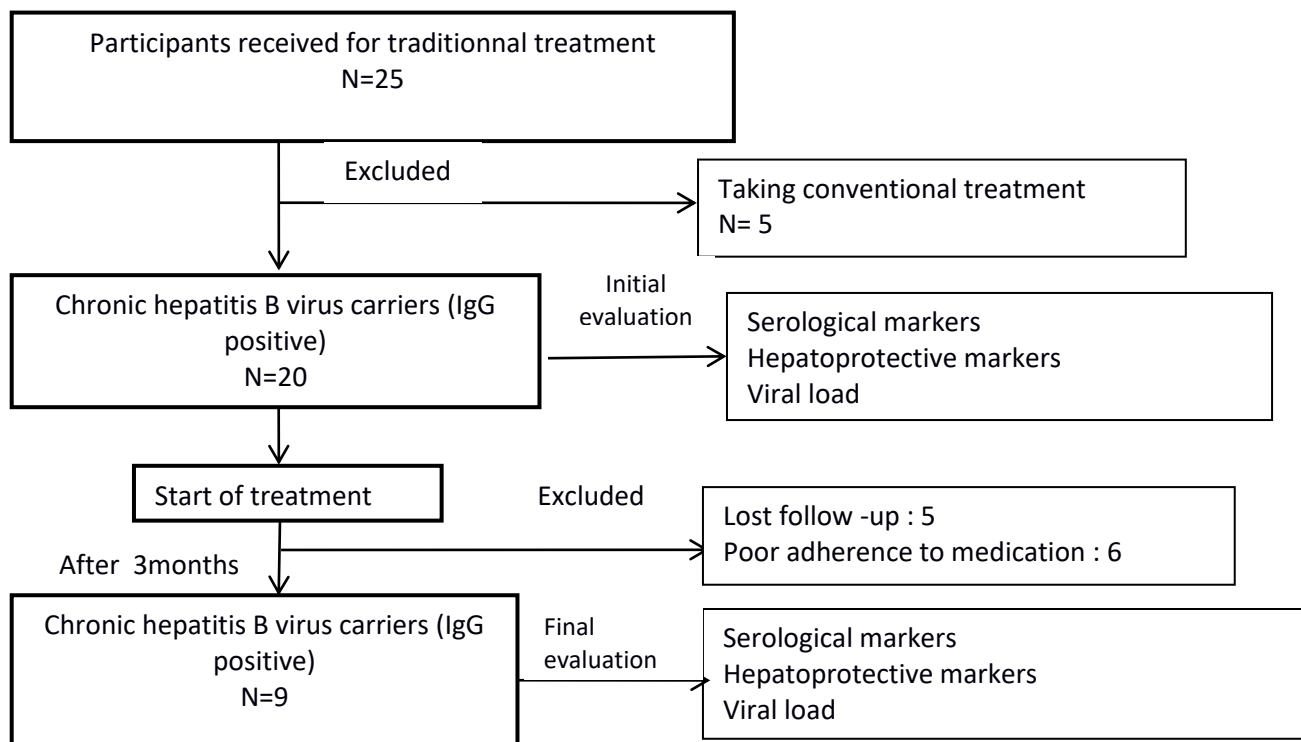 Participants received for traditionnal treatment
N=25
Excluded
Taking conventional treatment
N= 5
Chronic hepatitis B virus carriers (IgG
positive)
N=20
Initial
evaluation
Serological markers
Hepatoprotective markers
Viral load
Start of treatment
Excluded
Lost follow -up : 5
Poor adherence to medication : 6
After  3months
Chronic hepatitis B virus carriers (IgG
positive)
N=9
Final
evaluation
Serological markers
Hepatoprotective markers
Viral load